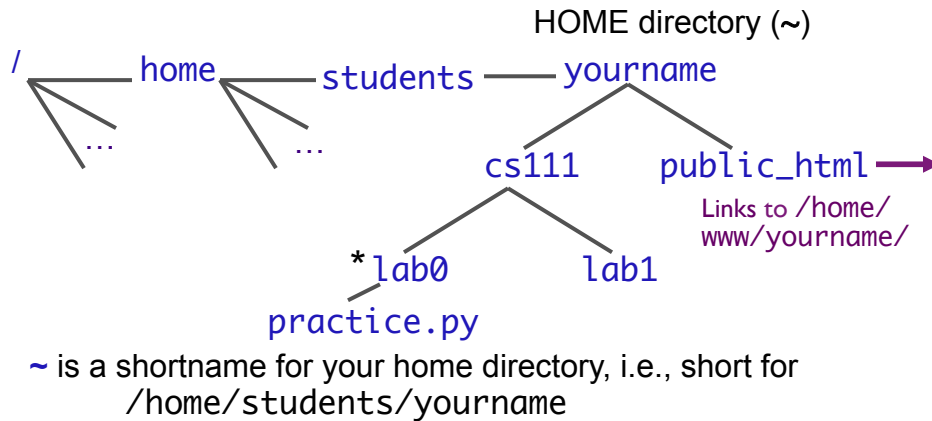 HOME directory (~)
/ home students yourname
… …
cs111 public_html
Links to /home/
www/yourname/
*lab0 lab1
practice.py
~ is a shortname for your home directory, i.e., short for
/home/students/yourname